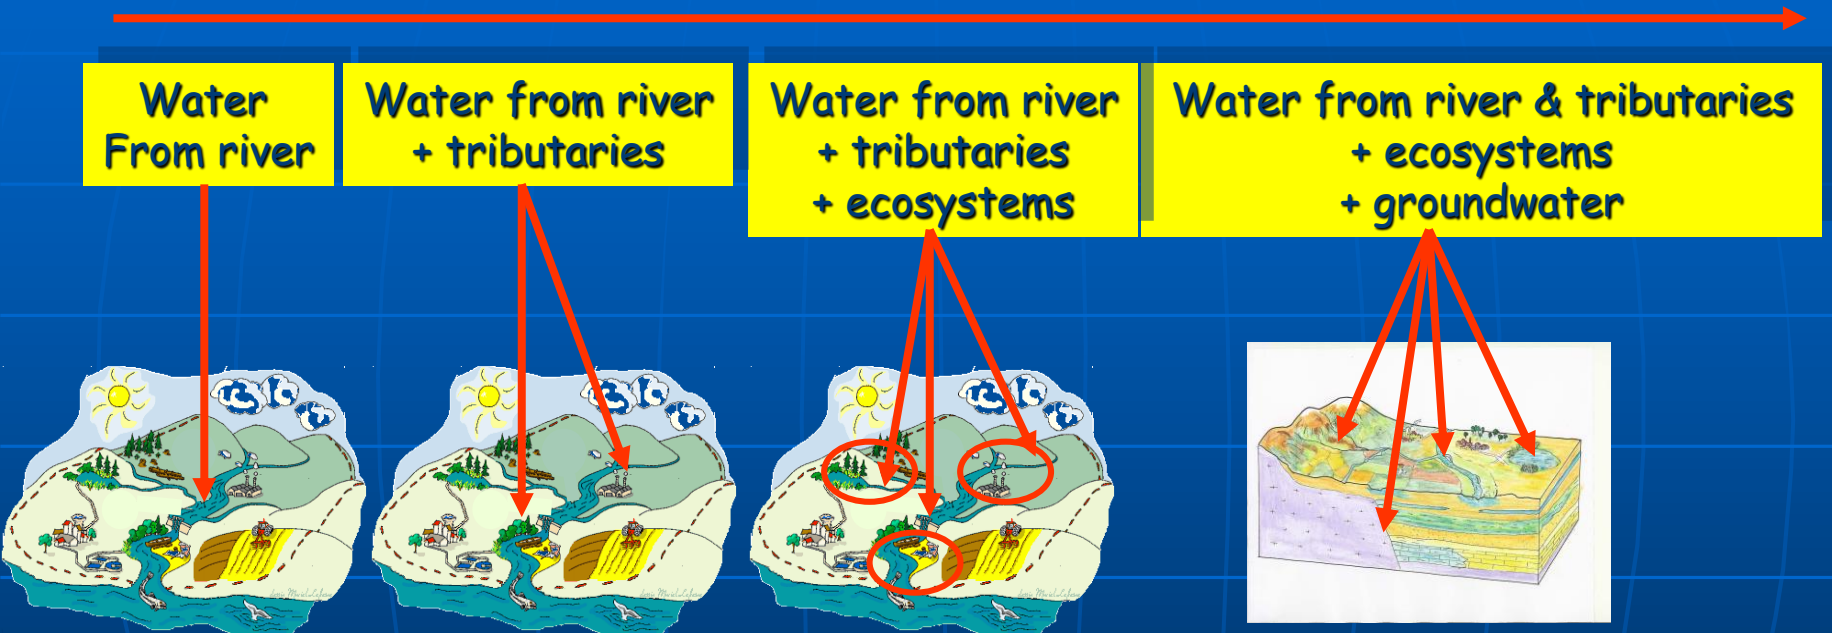 Water
From river
Water from river
+ tributaries
Water from river
+ tributaries
+ ecosystems
Water from river & tributaries
+ ecosystems
+ groundwater